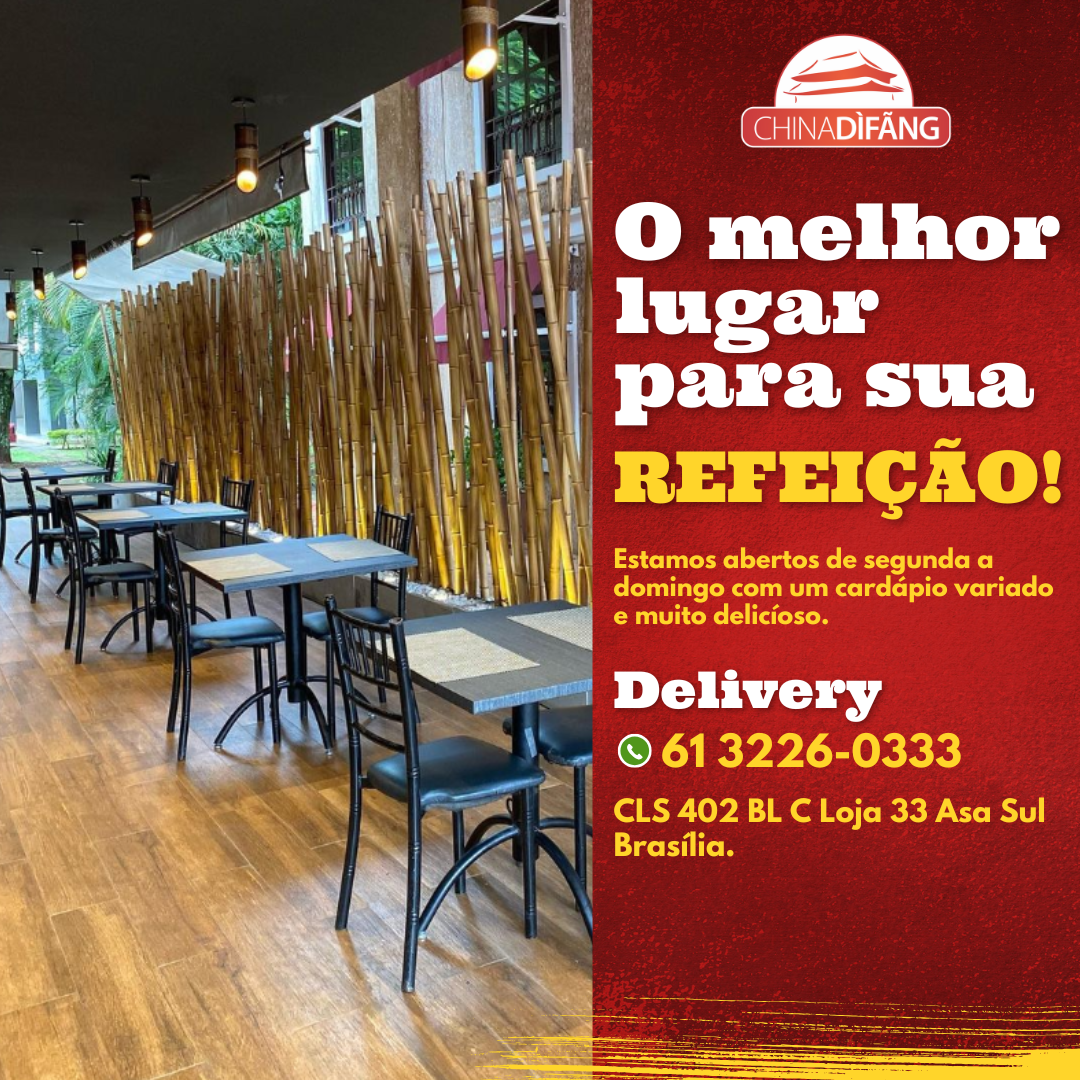 CHINADÌFÃNG
O melhor
lugar
para sua
REFEIÇÃO!
Estamos abertos de segunda a
domingo com um cardápio variado
e muito delicíoso.
Delivery
61 3226-0333
CLS 402 BL C Loja 33 Asa Sul
Brasília.